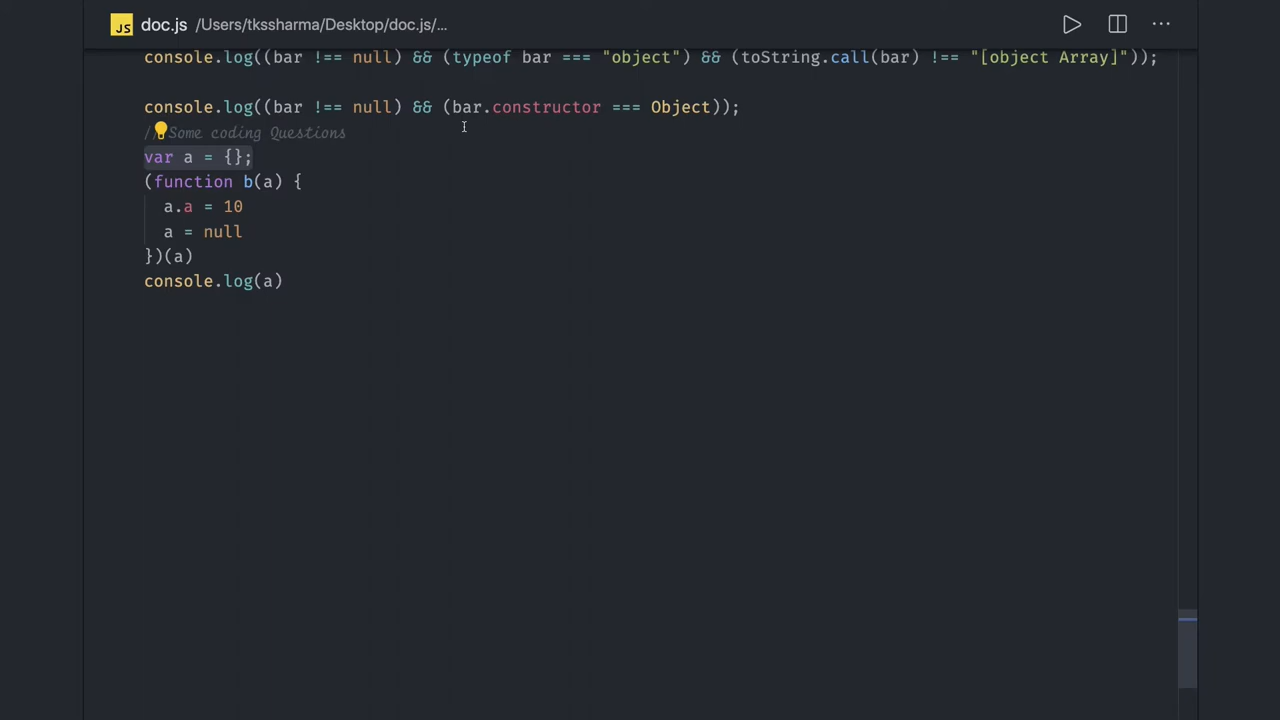 JS doc.js /Users/tkssharma/Desktop/doc.js/... ...
console.log((bar !== null) && (typeof bar === "object") && (toString.call(bar) !== "[object Array]"));
console.log((bar !== null) && (bar.constructor === Object));
// Some coding Questions
var a = {};
(function b(a) {
a.a = 10
a = null
})(a)
console.log(a)